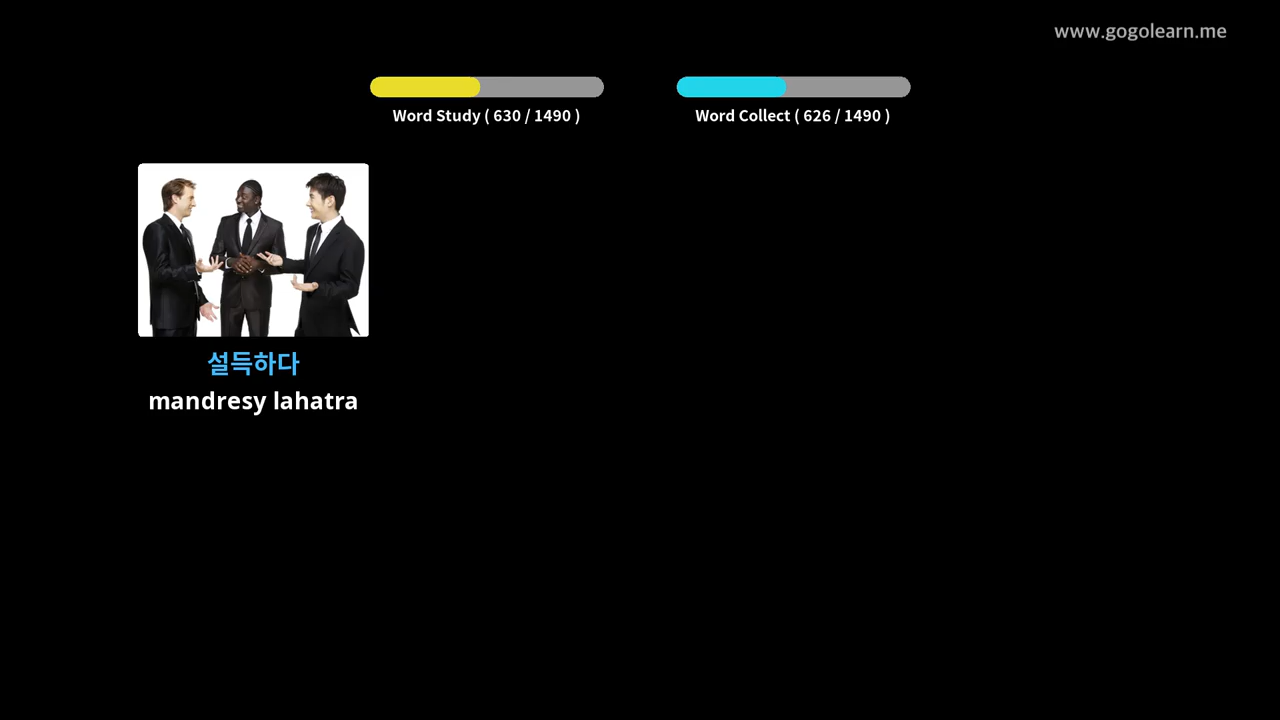 www.gogolearn.me
Word Study ( 630 / 1490 )
Word Collect ( 626 / 1490 )
설득하다
mandresy lahatra